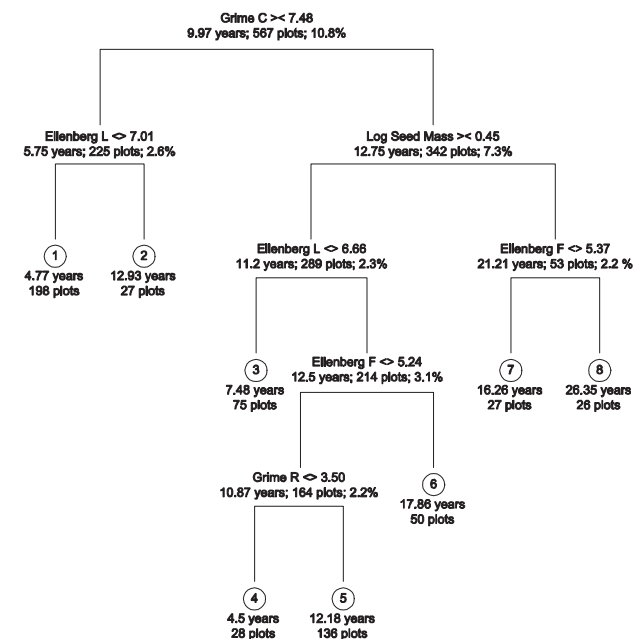 Grime C >< 7.48
9.97 years; 567 plots; 10.8%
Ellenberg L <> 7.01
5.75 years; 225 plots; 2.6%
Log Seed Mass >< 0.45
12.75 years; 342 plots; 7.3%
1
4.77 years
198 plots
2
12.93 years
27 plots
Ellenberg L <> 6.66
11.2 years; 289 plots; 2.3%
Ellenberg F <> 5.37
21.21 years; 53 plots; 2.2 %
3
7.48 years
75 plots
Ellenberg F <> 5.24
12.5 years; 214 plots; 3.1%
7
16.26 years
27 plots
8
26.35 years
26 plots
Grime R <> 3.50
10.87 years; 164 plots; 2.2%
6
17.86 years
50 plots
4
4.5 years
28 plots
5
12.18 years
136 plots